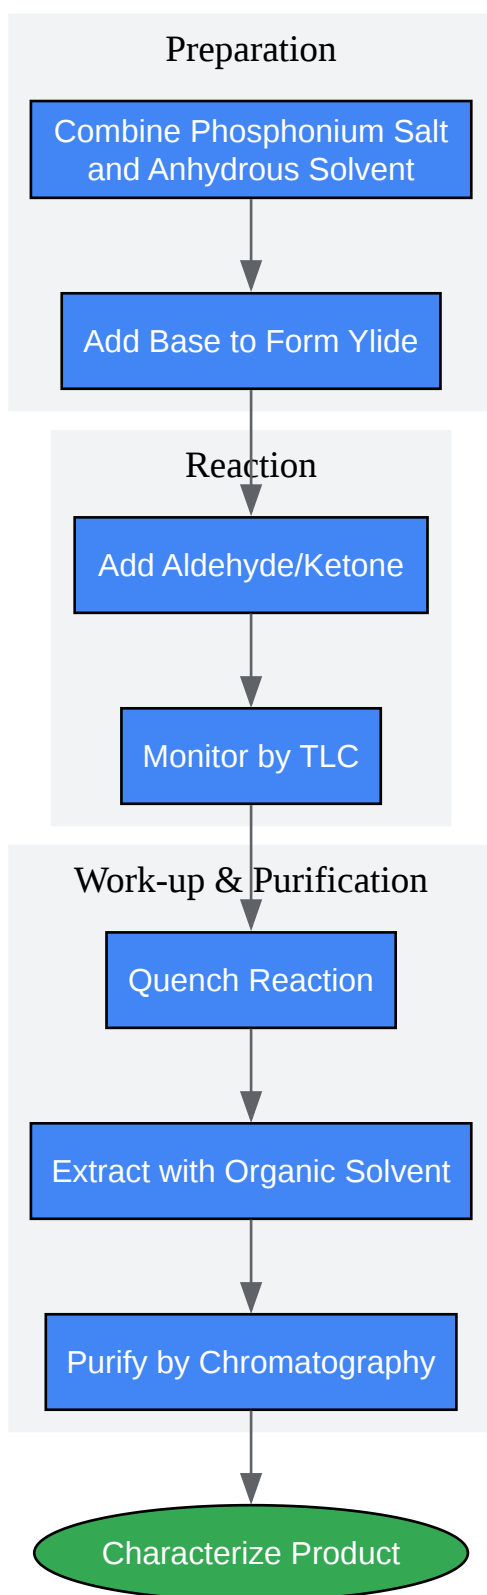 Preparation
Combine Phosphonium Salt
and Anhydrous Solvent
Add Base to Form Ylide
Reaction
Add Aldehyde/Ketone
Monitor by TLC
Work-up & Purification
Quench Reaction
Extract with Organic Solvent
Purify by Chromatography
Characterize Product